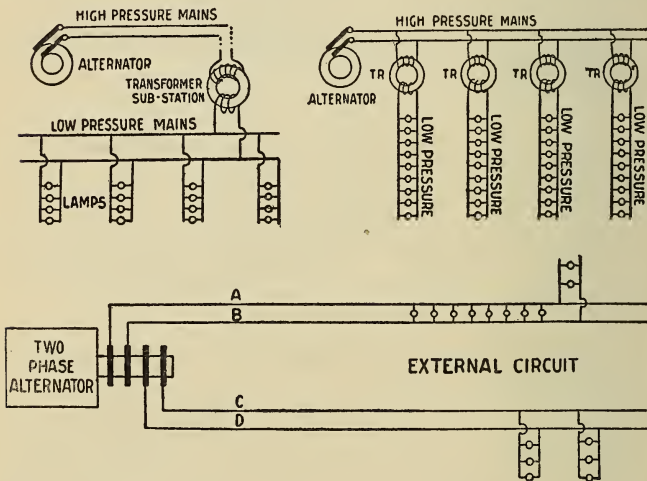 HIGH PRESSURE MAINS
ALTERNATOR
TRANSFORMER
SUB-STATION
LOW PRESSURE MAINS
LAMPS
HIGH PRESSURE MAINS
ALTERNATOR
TR
TR
TR
TR
LOW PRESSURE
LOW PRESSURE
LOW PRESSURE
LOW PRESSURE
A
B
TWO
PHASE
ALTERNATOR
EXTERNAL CIRCUIT
C
D